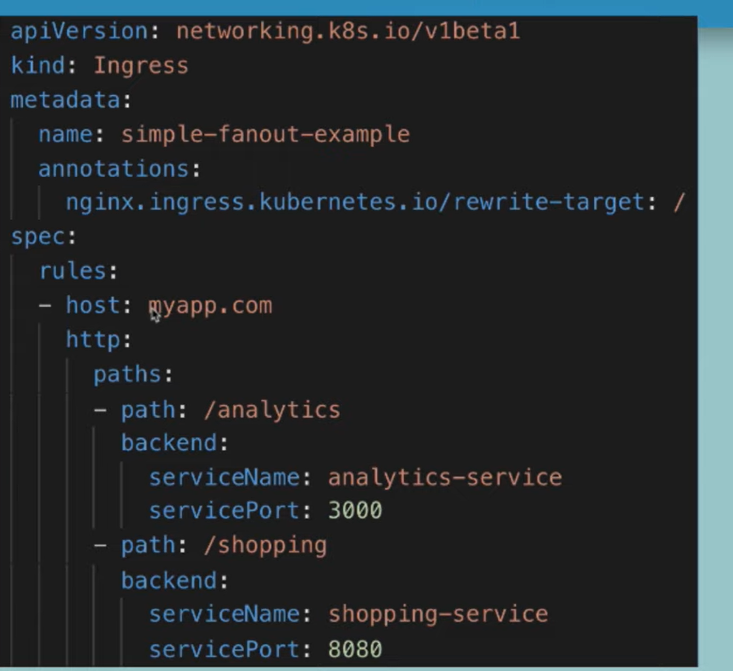 apiVersion: networking.k8s.io/v1beta1
kind: Ingress
metadata:
  name: simple-fanout-example
  annotations:
    nginx.ingress.kubernetes.io/rewrite-target: /
spec:
  rules:
  - host: myapp.com
    http:
      paths:
      - path: /analytics
        backend:
          serviceName: analytics-service
          servicePort: 3000
      - path: /shopping
        backend:
          serviceName: shopping-service
          servicePort: 8080